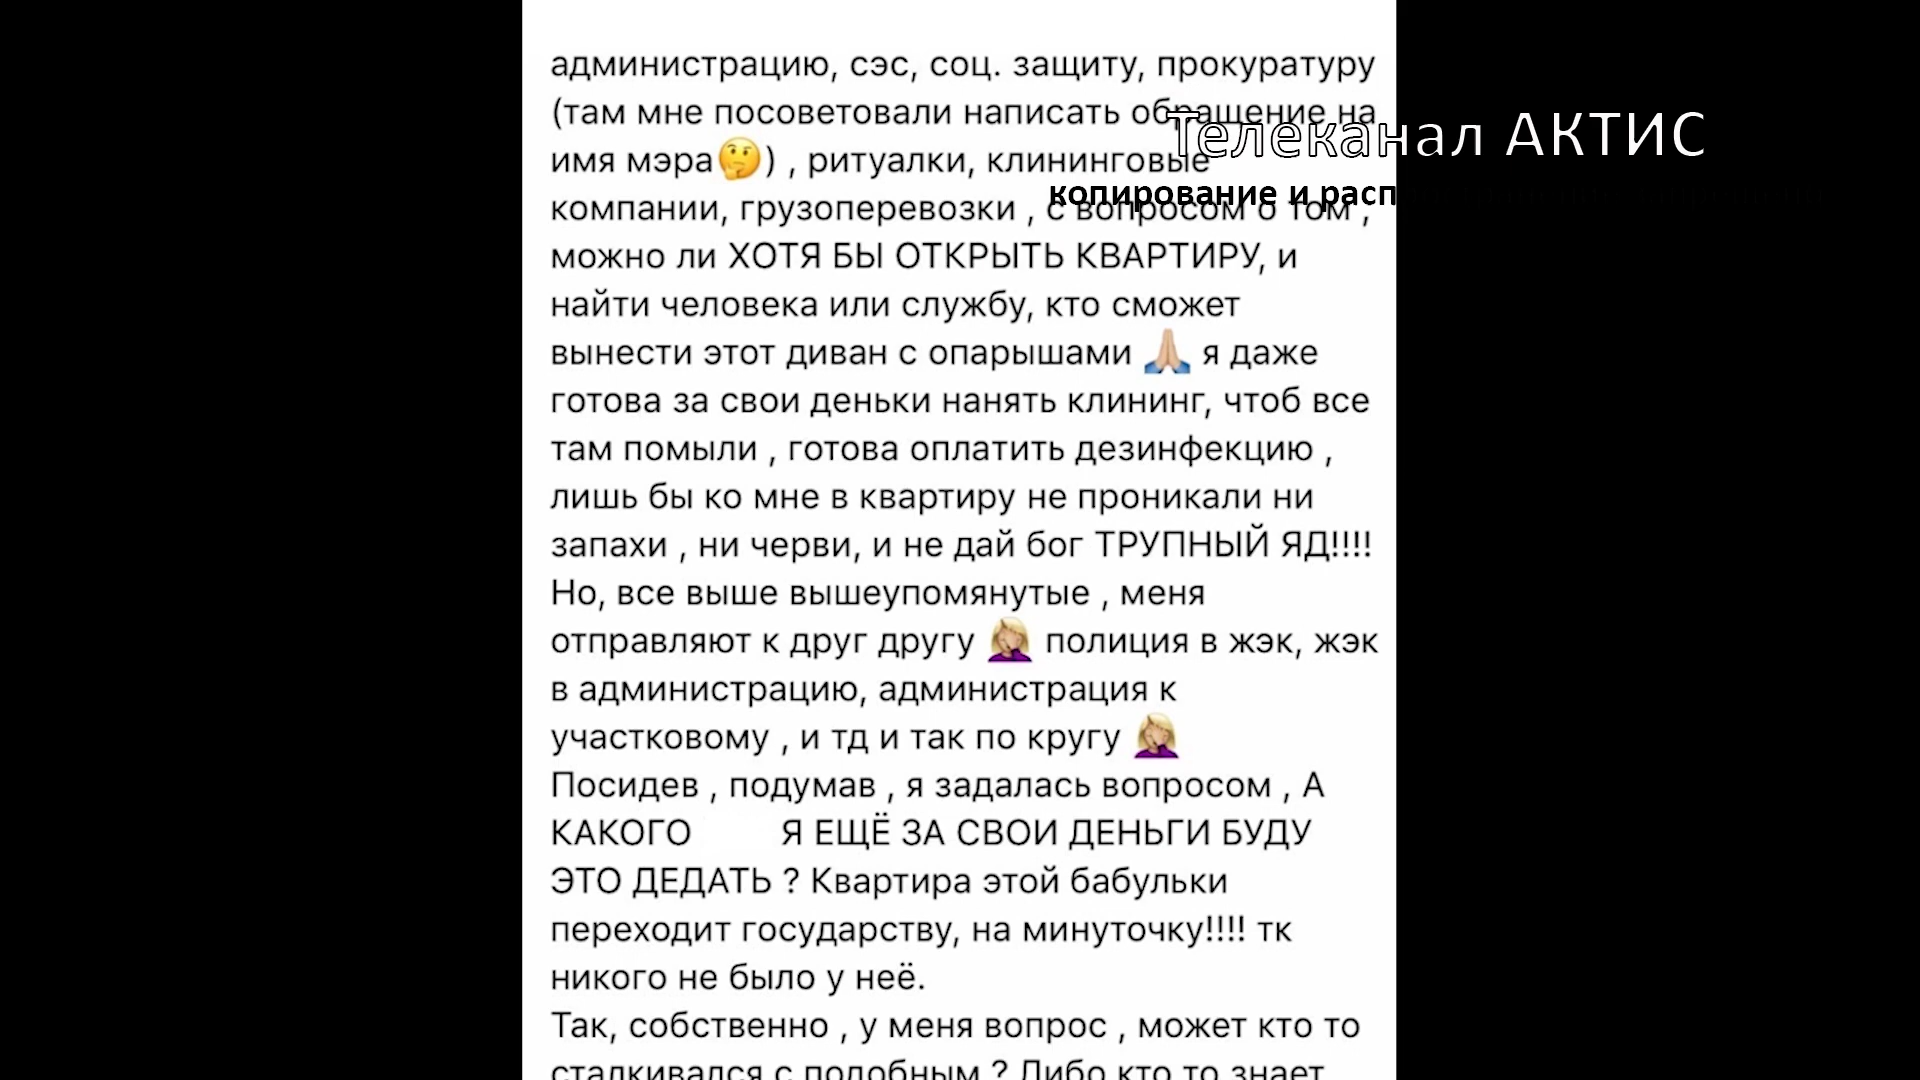 администрацию, сэс, соц. защиту, прокуратуру
(там мне посоветовали написать обращение на
имя мэра🤔) , ритуалки, клининговые
компании, грузоперевозки , с вопросом о том ,
можно ли ХОТЯ БЫ ОТКРЫТЬ КВАРТИРУ, и
найти человека или службу, кто сможет
вынести этот диван с опарышами 🙏🏼 я даже
готова за свои деньки нанять клининг, чтоб все
там помыли , готова оплатить дезинфекцию ,
лишь бы ко мне в квартиру не проникали ни
запахи , ни черви, и не дай бог ТРУПНЫЙ ЯД!!!!
Но, все выше вышеупомянутые , меня
отправляют к друг другу 🤦🏼‍♀️ полиция в жэк, жэк
в администрацию, администрация к
участковому , и тд и так по кругу 🤦🏼‍♀️
Посидев , подумав , я задалась вопросом , А
КАКОГО Я ЕЩЁ ЗА СВОИ ДЕНЬГИ БУДУ
ЭТО ДЕДАТЬ ? Квартира этой бабульки
переходит государству, на минуточку!!!! тк
никого не было у неё.
Так, собственно , у меня вопрос , может кто то
сталкивался с подобным ? Либо кто то знает
Телеканал АКТИС
копирование и